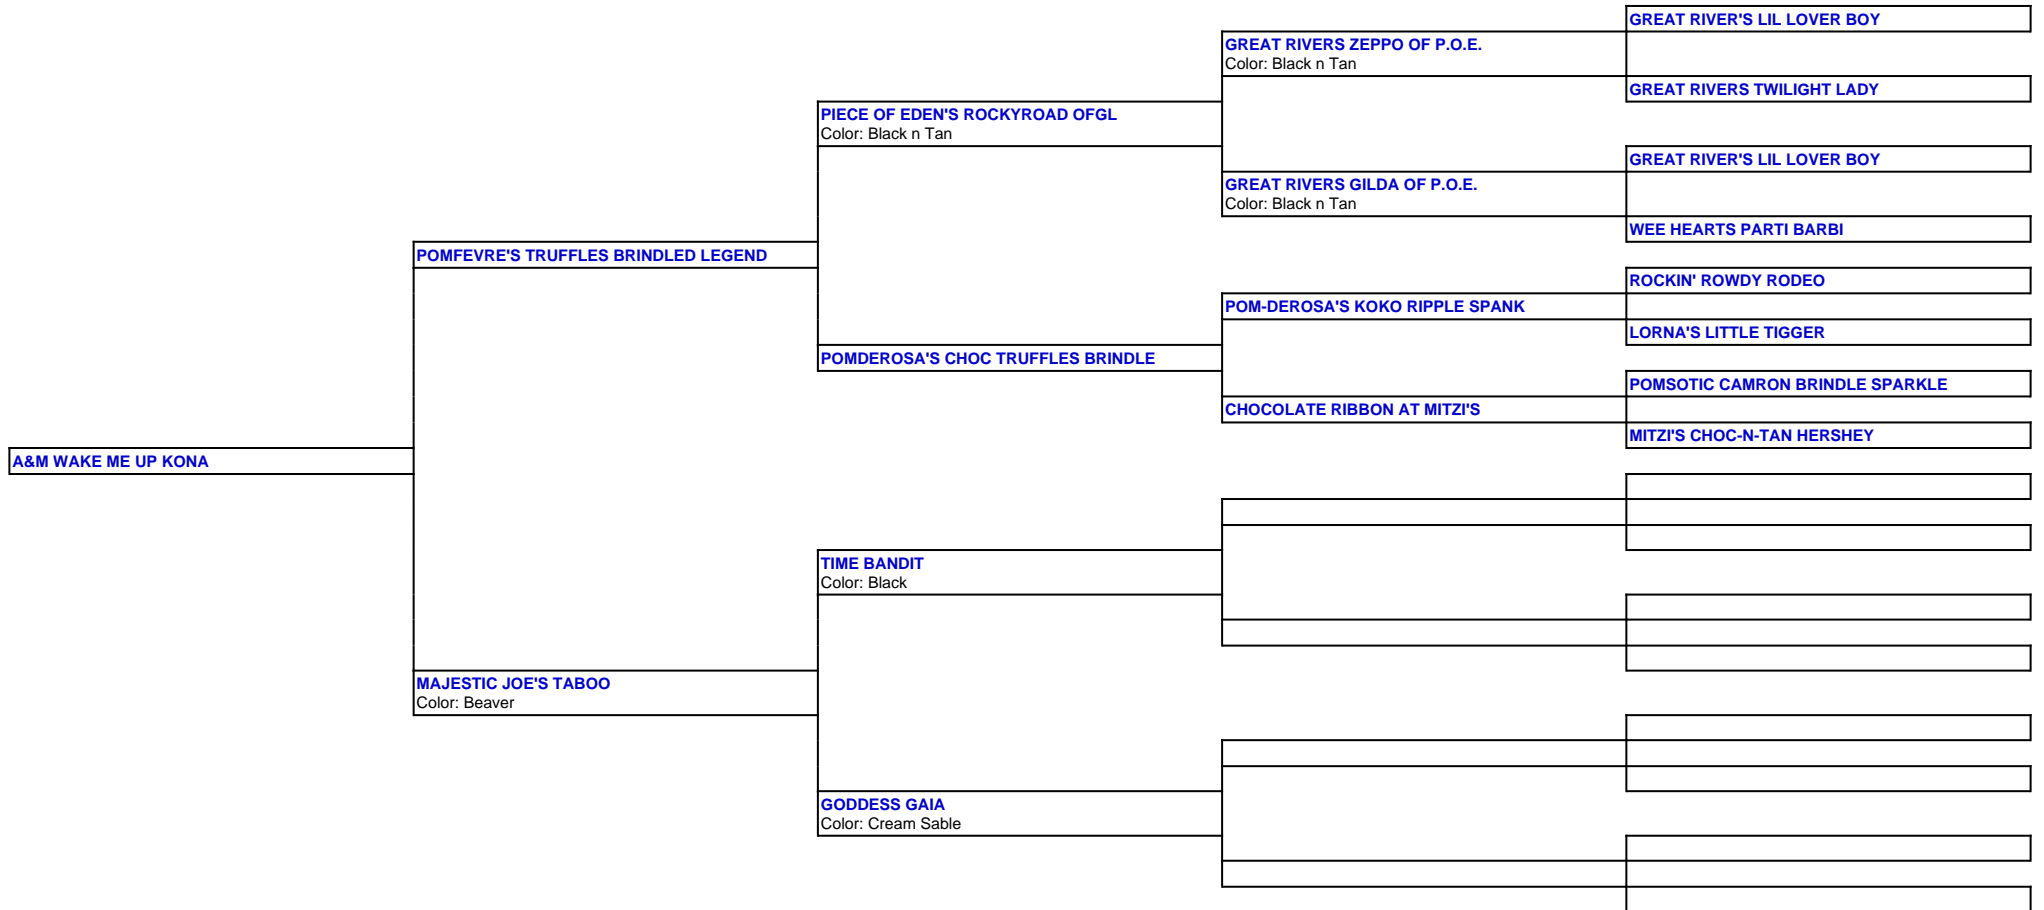 GREAT RIVER'S LIL LOVER BOY
GREAT RIVERS ZEPPO OF P.O.E.
Color: Black n Tan
GREAT RIVERS TWILIGHT LADY
PIECE OF EDEN'S ROCKYROAD OFGL
Color: Black n Tan
GREAT RIVER'S LIL LOVER BOY
GREAT RIVERS GILDA OF P.O.E.
Color: Black n Tan
WEE HEARTS PARTI BARBI
POMFEVRE'S TRUFFLES BRINDLED LEGEND
ROCKIN' ROWDY RODEO
POM-DEROSA'S KOKO RIPPLE SPANK
LORNA'S LITTLE TIGGER
POMDEROSA'S CHOC TRUFFLES BRINDLE
POMSOTIC CAMRON BRINDLE SPARKLE
CHOCOLATE RIBBON AT MITZI'S
MITZI'S CHOC-N-TAN HERSHEY
A&M WAKE ME UP KONA
TIME BANDIT
Color: Black
MAJESTIC JOE'S TABOO
Color: Beaver
GODDESS GAIA
Color: Cream Sable